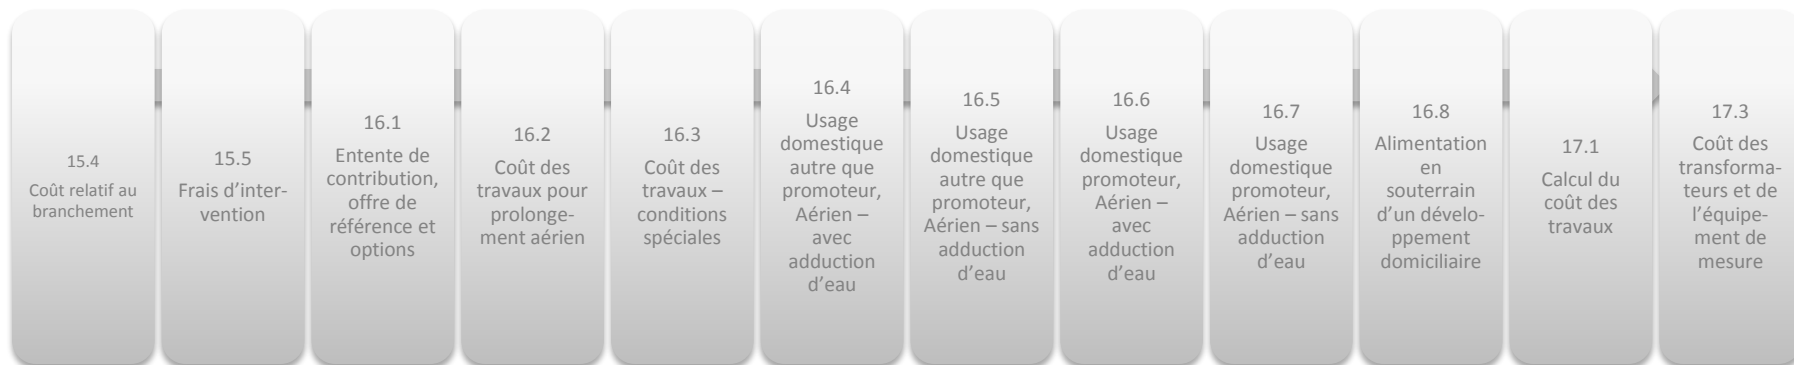 15.4
Coût relatif au
branchement
15.5
Frais d’inter-
vention
16.1
Entente de
contribution,
offre de
référence et
options
16.2
Coût des
travaux pour
prolonge-
ment aérien
16.3
Coût des
travaux –
conditions
spéciales
16.4
Usage
domestique
autre que
promoteur,
Aérien –
avec
adduction
d’eau
16.5
Usage
domestique
autre que
promoteur,
Aérien – sans
adduction
d’eau
16.6
Usage
domestique
promoteur,
Aérien –
avec
adduction
d’eau
16.7
Usage
domestique
promoteur,
Aérien – sans
adduction
d’eau
16.8
Alimentation
en
souterrain
d’un dévelo-
ppement
domiciliaire
17.1
Calcul du
coût des
travaux
17.3
Coût des
transforma-
teurs et de
l’équipe-
ment de
mesure